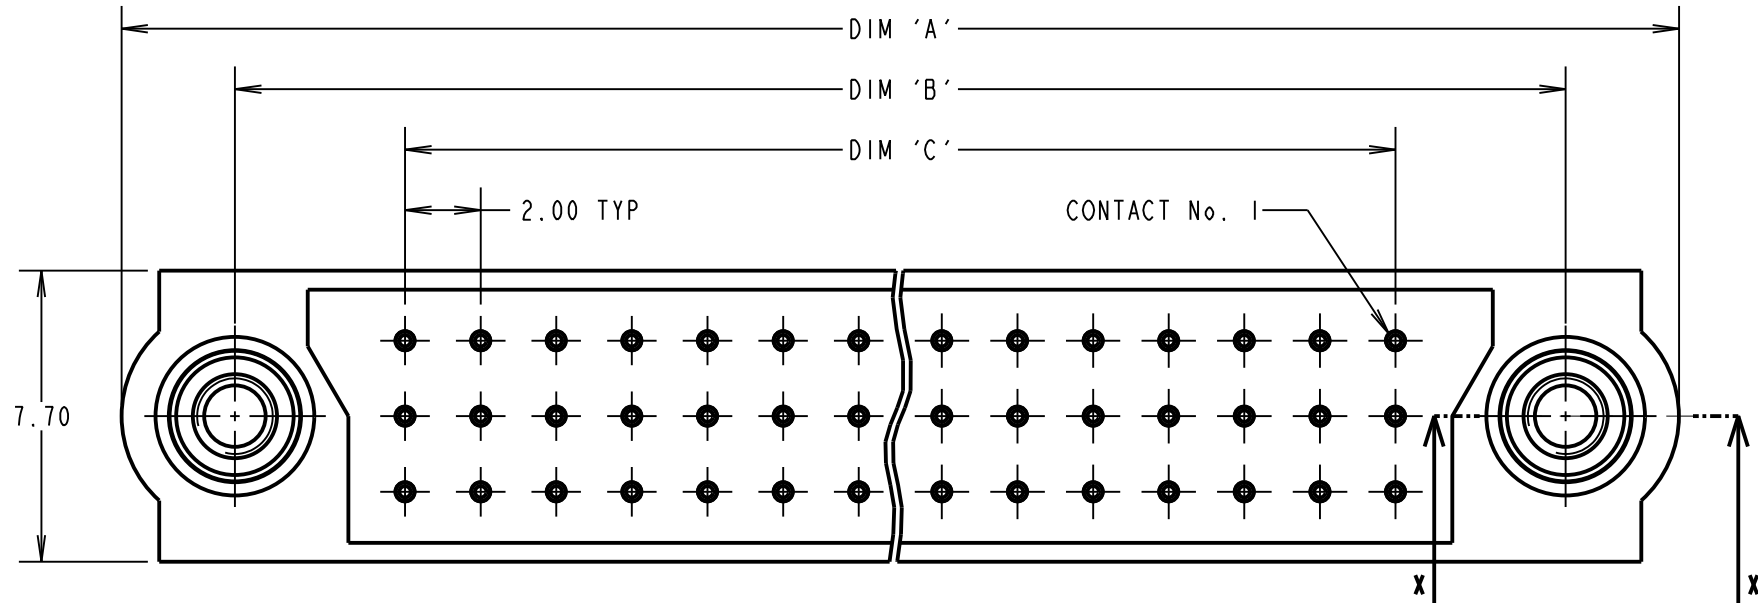 DIM 'A'
DIM 'B'
DIM 'C'
2.00 TYP
CONTACT No. 1
7.70
X X